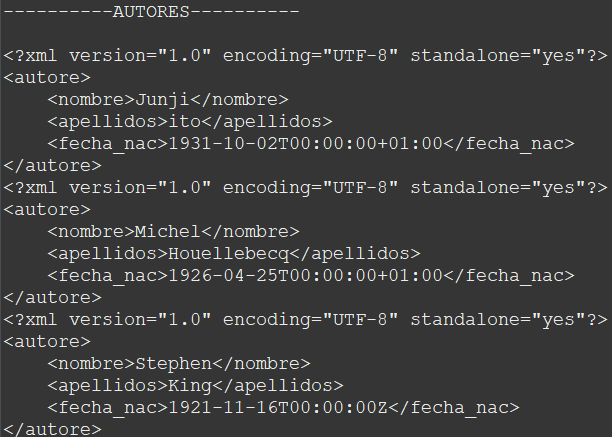 ----------AUTORES----------
<?xml version="1.0" encoding="UTF-8" standalone="yes"?>
<autore>
    <nombre>Junji</nombre>
    <apellidos>ito</apellidos>
    <fecha_nac>1931-10-02T00:00:00+01:00</fecha_nac>
</autore>
<?xml version="1.0" encoding="UTF-8" standalone="yes"?>
<autore>
    <nombre>Michel</nombre>
    <apellidos>Houellebecq</apellidos>
    <fecha_nac>1926-04-25T00:00:00+01:00</fecha_nac>
</autore>
<?xml version="1.0" encoding="UTF-8" standalone="yes"?>
<autore>
    <nombre>Stephen</nombre>
    <apellidos>King</apellidos>
    <fecha_nac>1921-11-16T00:00:00Z</fecha_nac>
</autore>